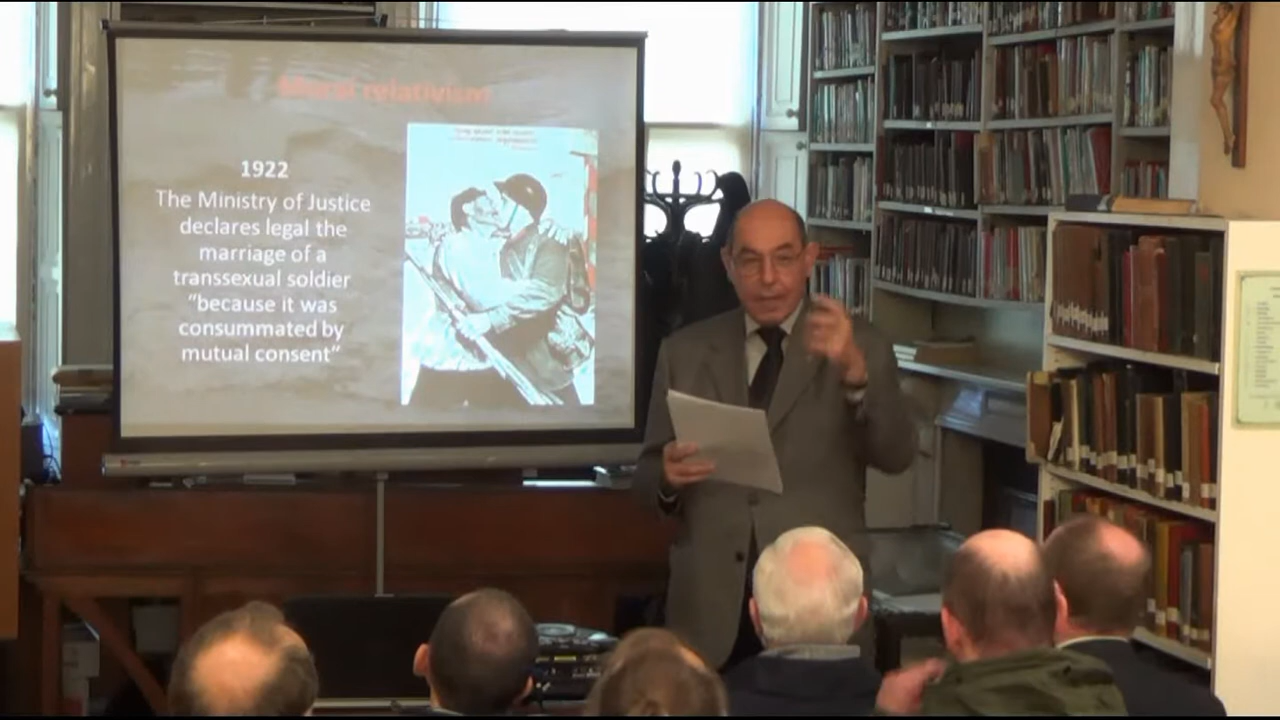 Moral relativism
1922
The Ministry of Justice
declares legal the
marriage of a
transsexual soldier
“because it was
consummated by
mutual consent”